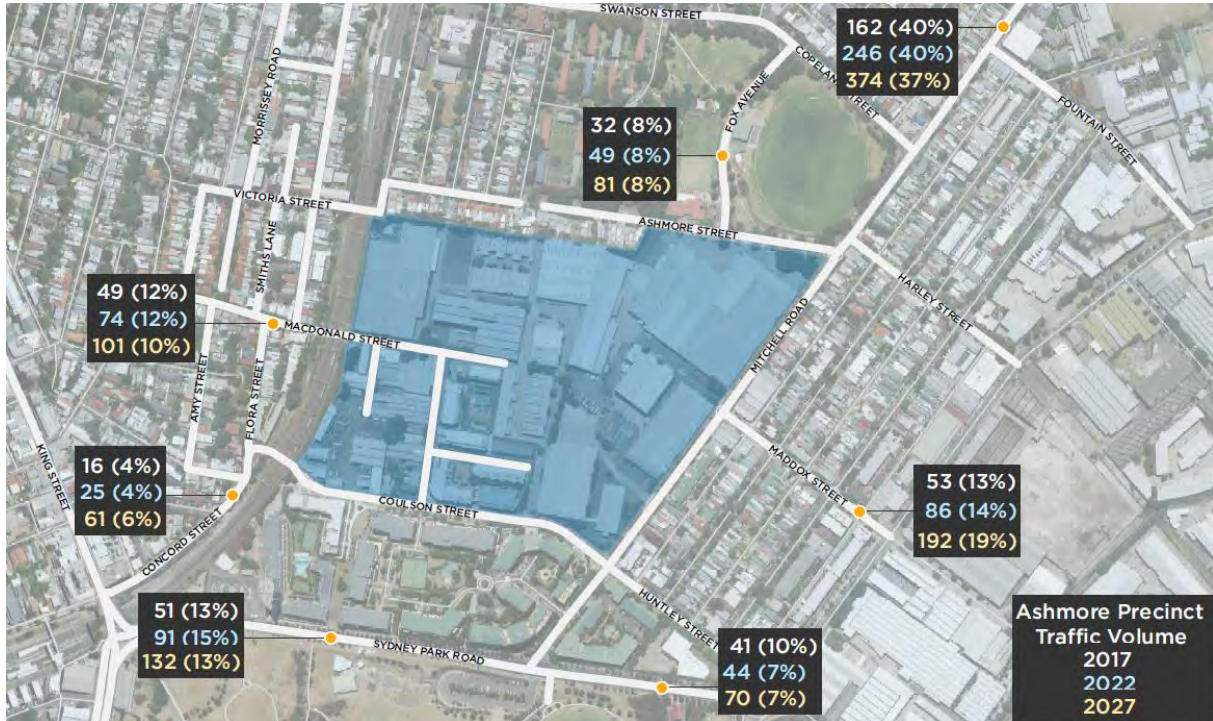 SWANSON STREET
162 (40%)
246 (40%)
374 (37%)
MORRISSEY ROAD
COPELAND STREET
FOX AVENUE
FOUNTAIN STREET
32 (8%)
49 (8%)
81 (8%)
VICTORIA STREET
ASHMORE STREET
SMITHS LANE
HARLEY STREET
49 (12%)
74 (12%)
101 (10%)
MACDONALD STREET
MITCHELL ROAD
AMY STREET
FLORA STREET
KING STREET
MADDOX STREET
16 (4%)
25 (4%)
61 (6%)
53 (13%)
86 (14%)
192 (19%)
COULSON STREET
CONCORD STREET
HUNTLEY STREET
51 (13%)
91 (15%)
132 (13%)
SYDNEY PARK ROAD
41 (10%)
44 (7%)
70 (7%)
Ashmore Precinct
Traffic Volume
2017
2022
2027